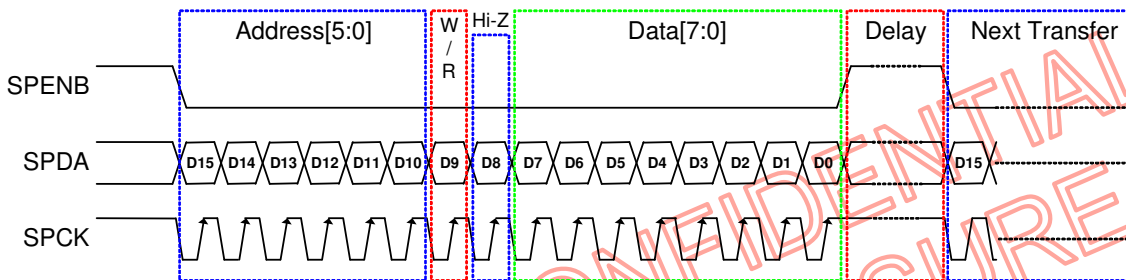 Address[5:0] W / R Hi-Z Data[7:0] Delay Next Transfer
SPENB
SPDA D15 D14 D13 D12 D11 D10 D9 D8 D7 D6 D5 D4 D3 D2 D1 D0 D15
SPCK
CONFIDENTIAL
SURE